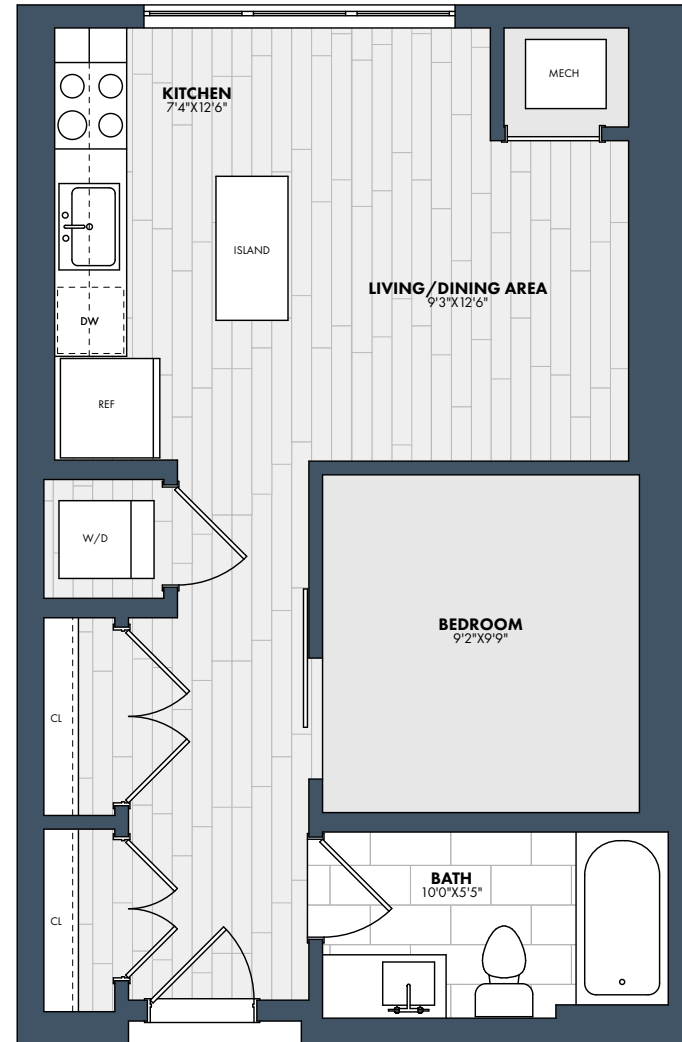 MECH
KITCHEN
7'4"X12'6"
ISLAND
LIVING/DINING AREA
9'3"X12'6"
DW
REF
W/D
BEDROOM
9'2"X9'9"
CL
BATH
10'0"X5'5"
CL